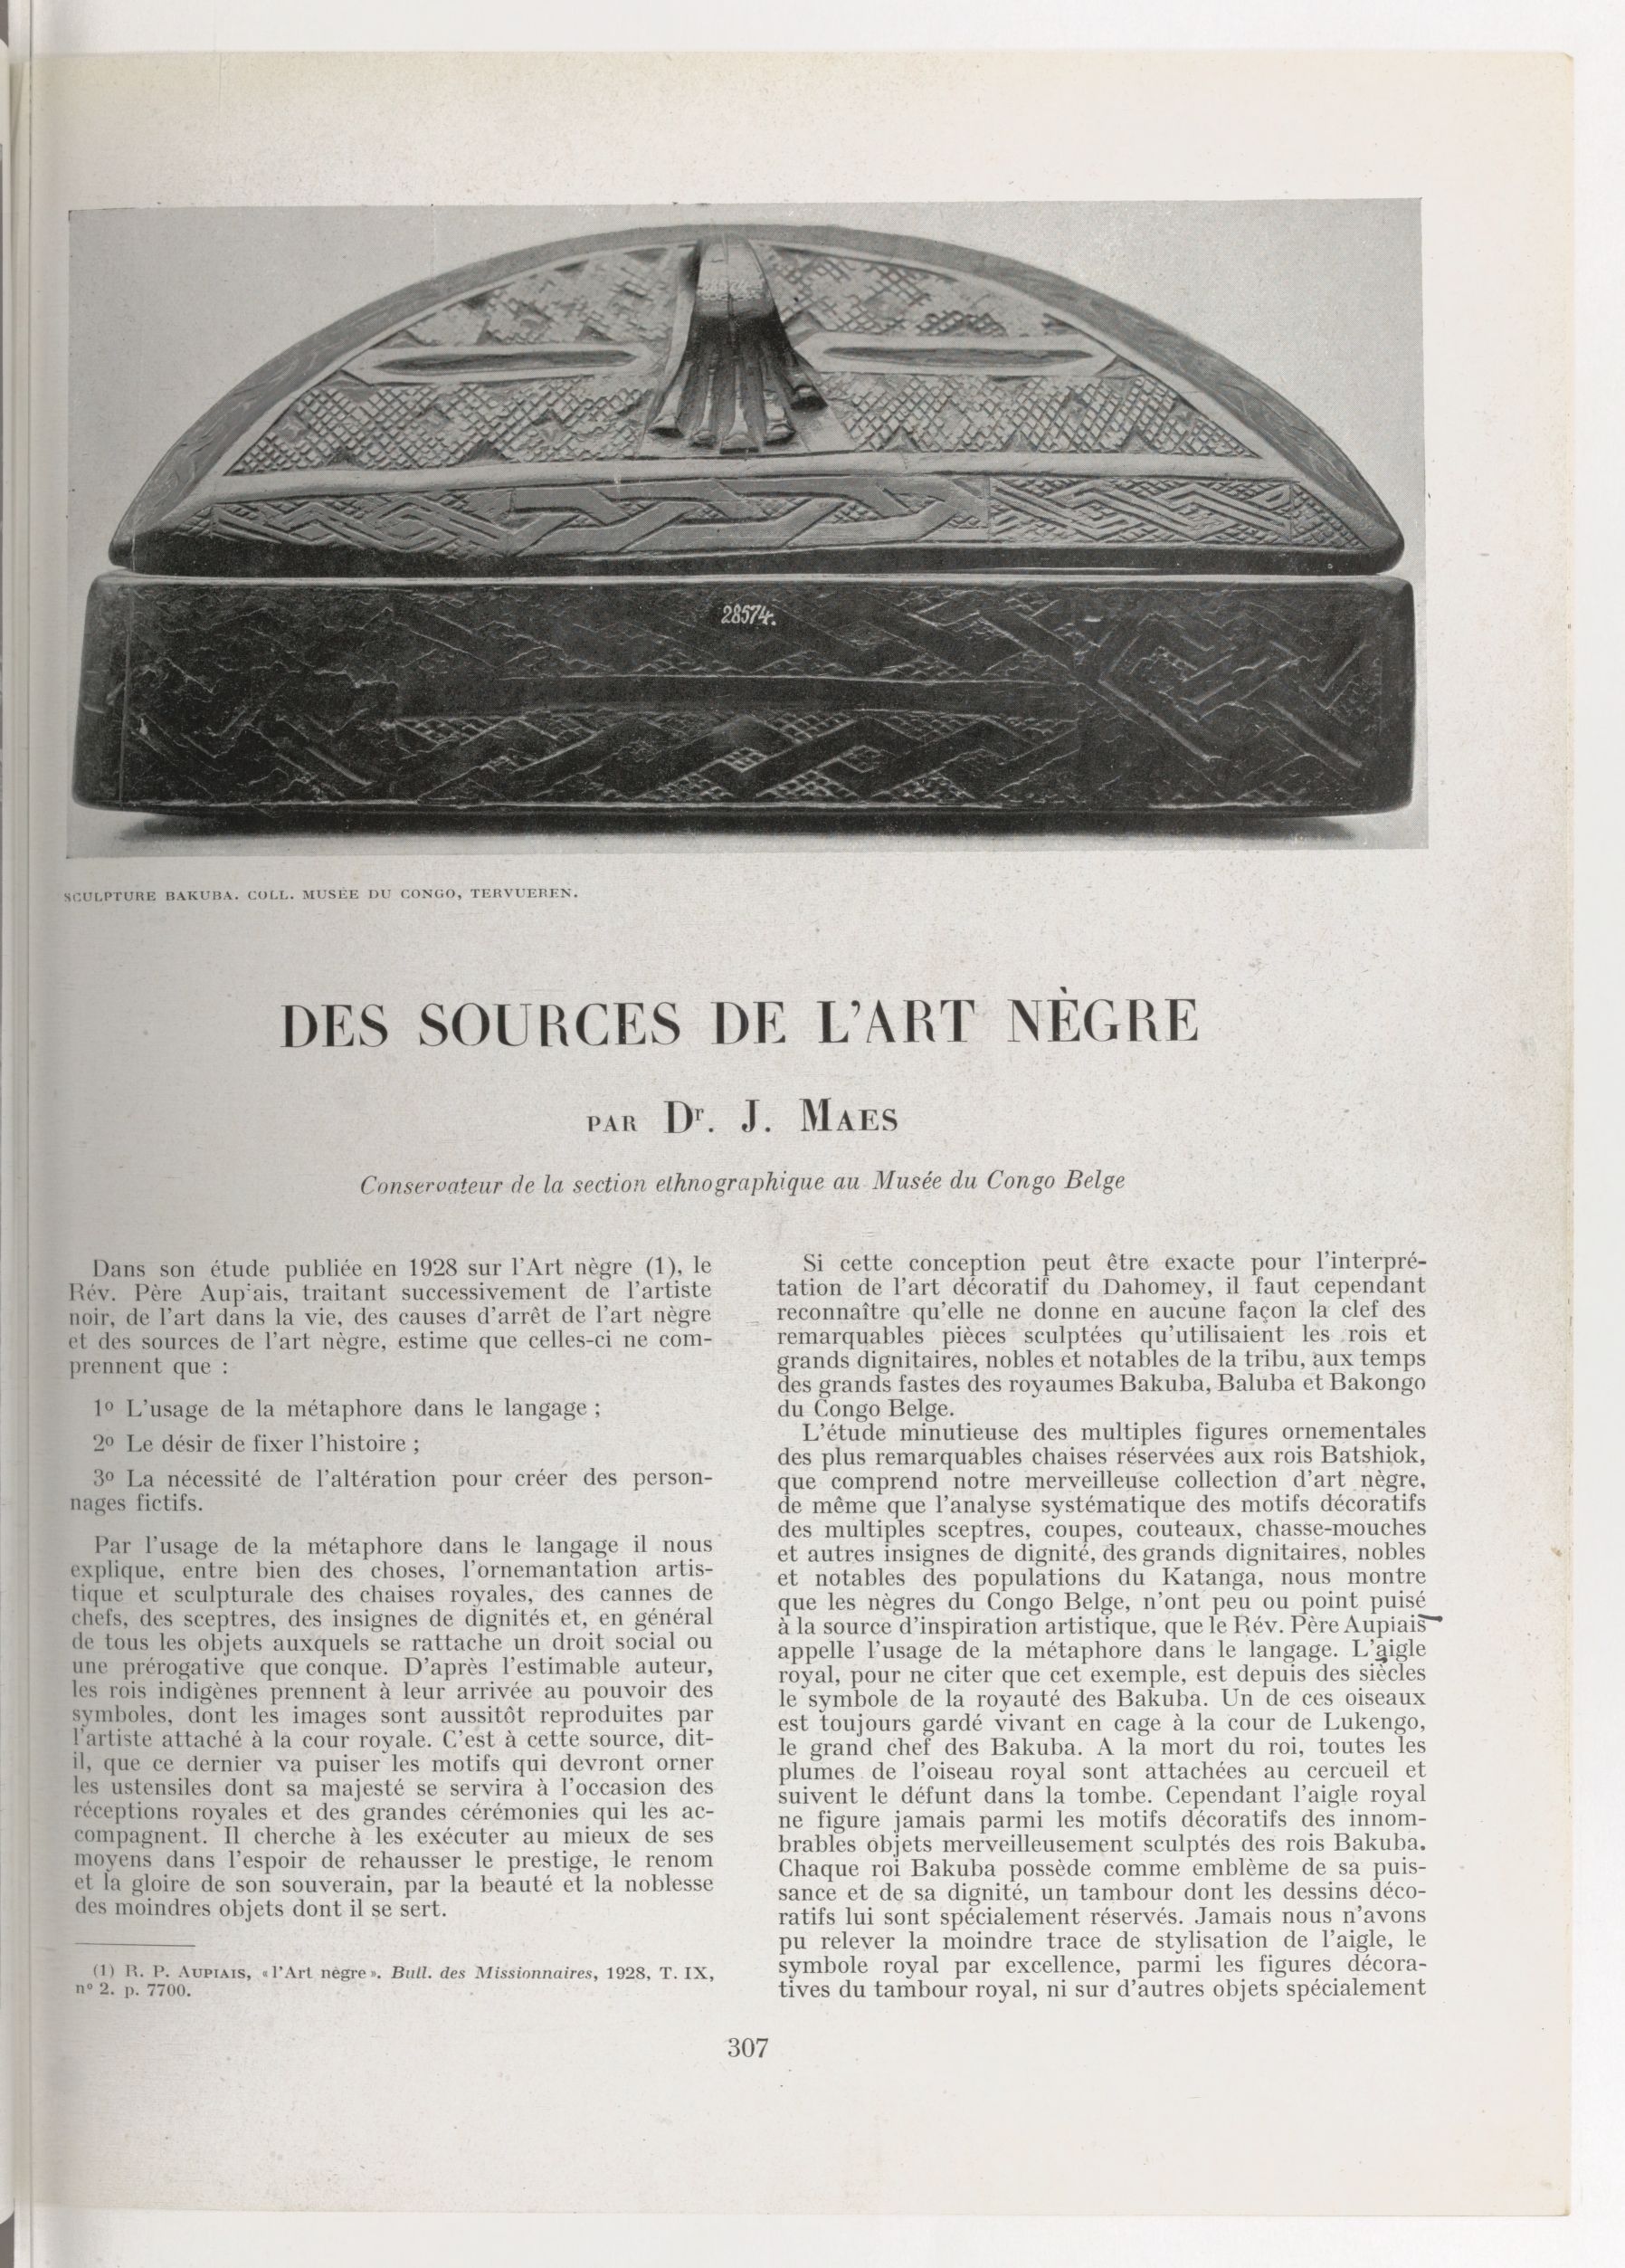 28574.
SCULPTURE BAKUBA. COLL. MUSÉE DU CONGO, TERVUEREN.
DES SOURCES DE L'ART NÈGRE
PAR Dr. J. MAES
Conservateur de la section ethnographique au Musée du Congo Belge
Dans son étude publiée en 1928 sur l'Art nègre (1), le
Rév. Père Aupiais, traitant successivement de l'artiste
noir, de l'art dans la vie, des causes d'arrêt de l'art nègre
et des sources de l'art nègre, estime que celles-ci ne com-
prennent que :
1º L'usage de la métaphore dans le langage ;
2º Le désir de fixer l'histoire ;
3º La nécessité de l'altération pour créer des person-
nages fictifs.
Par l'usage de la métaphore dans le langage il nous
explique, entre bien des choses, l'ornemantation artis-
tique et sculpturale des chaises royales, des cannes de
chefs, des sceptres, des insignes de dignités et, en général
de tous les objets auxquels se rattache un droit social ou
une prérogative que conque. D'après l'estimable auteur,
les rois indigènes prennent à leur arrivée au pouvoir des
symboles, dont les images sont aussitôt reproduites par
l'artiste attaché à la cour royale. C'est à cette source, dit-
il, que ce dernier va puiser les motifs qui devront orner
les ustensiles dont sa majesté se servira à l'occasion des
réceptions royales et des grandes cérémonies qui les ac-
compagnent. Il cherche à les exécuter au mieux de ses
moyens dans l'espoir de rehausser le prestige, le renom
et la gloire de son souverain, par la beauté et la noblesse
des moindres objets dont il se sert.
(1) R. P. AUPIAIS, «l'Art nègre». Bull. des Missionnaires, 1928, T. IX,
nº 2. p. 7700.
Si cette conception peut être exacte pour l'interpré-
tation de l'art décoratif du Dahomey, il faut cependant
reconnaître qu'elle ne donne en aucune façon la clef des
remarquables pièces sculptées qu'utilisaient les rois et
grands dignitaires, nobles et notables de la tribu, aux temps
des grands fastes des royaumes Bakuba, Baluba et Bakongo
du Congo Belge.
L'étude minutieuse des multiples figures ornementales
des plus remarquables chaises réservées aux rois Batshiok,
que comprend notre merveilleuse collection d'art nègre,
de même que l'analyse systématique des motifs décoratifs
des multiples sceptres, coupes, couteaux, chasse-mouches
et autres insignes de dignité, des grands dignitaires, nobles
et notables des populations du Katanga, nous montre
que les nègres du Congo Belge, n'ont peu ou point puisé
à la source d'inspiration artistique, que le Rév. Père Aupiais
appelle l'usage de la métaphore dans le langage. L'aigle
royal, pour ne citer que cet exemple, est depuis des siècles
le symbole de la royauté des Bakuba. Un de ces oiseaux
est toujours gardé vivant en cage à la cour de Lukengo,
le grand chef des Bakuba. A la mort du roi, toutes les
plumes de l'oiseau royal sont attachées au cercueil et
suivent le défunt dans la tombe. Cependant l'aigle royal
ne figure jamais parmi les motifs décoratifs des innom-
brables objets merveilleusement sculptés des rois Bakuba.
Chaque roi Bakuba possède comme emblème de sa puis-
sance et de sa dignité, un tambour dont les dessins déco-
ratifs lui sont spécialement réservés. Jamais nous n'avons
pu relever la moindre trace de stylisation de l'aigle, le
symbole royal par excellence, parmi les figures décora-
tives du tambour royal, ni sur d'autres objets spécialement
307